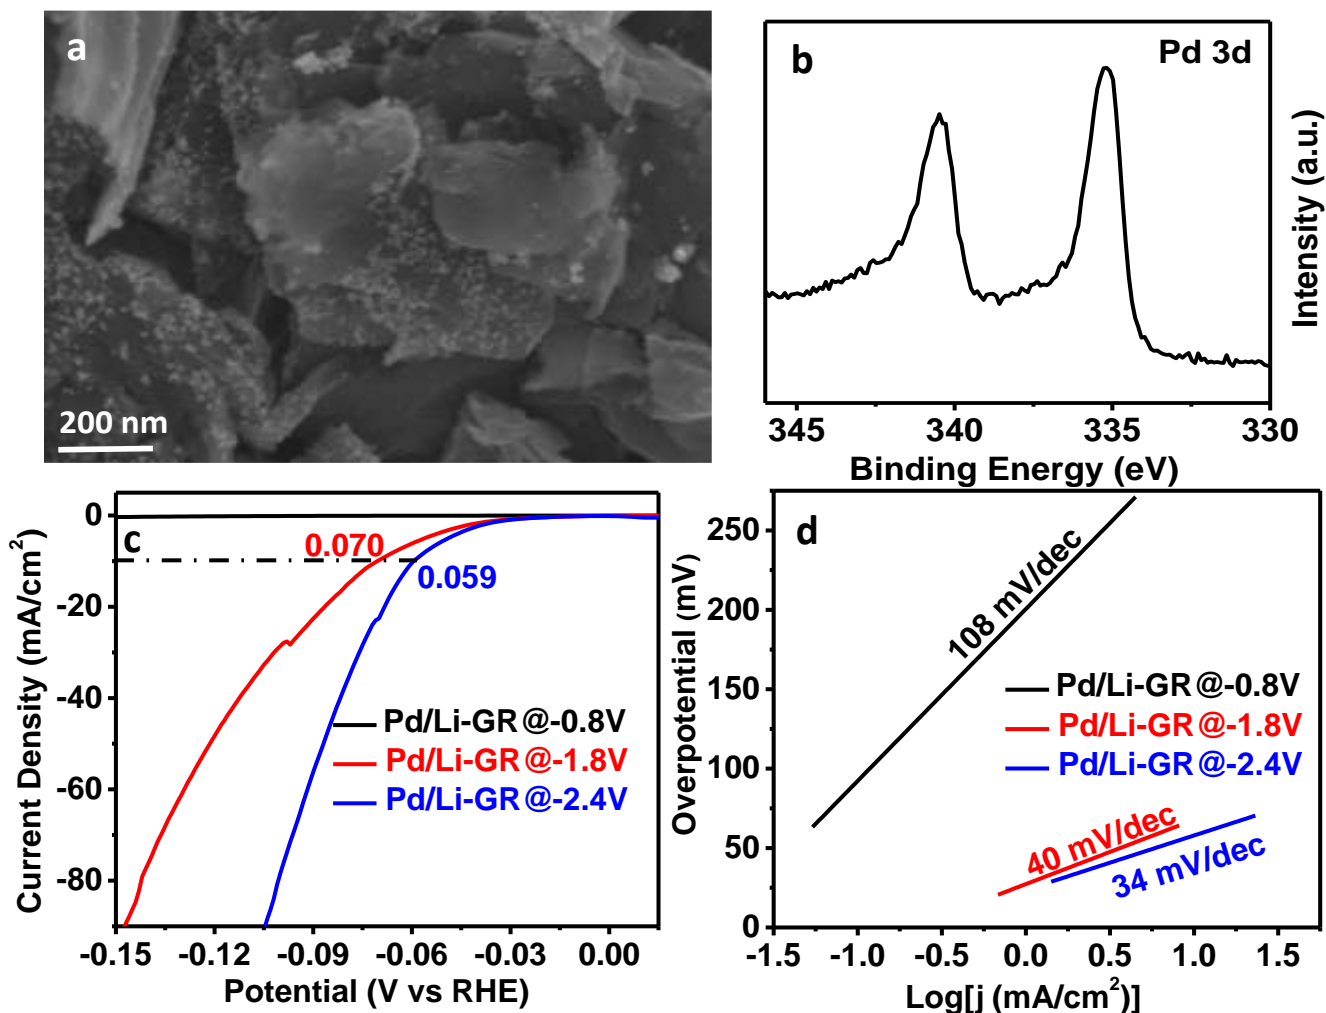 a
200 nm
b
Pd 3d
Intensity (a.u.)
345
340
335
330
Binding Energy (eV)
c
0
-20
-40
-60
-80
Current Density (mA/cm²)
0.070
0.059
Pd/Li-GR@-0.8V
Pd/Li-GR@-1.8V
Pd/Li-GR@-2.4V
-0.15
-0.12
-0.09
-0.06
-0.03
0.00
Potential (V vs RHE)
d
250
200
150
100
50
0
Overpotential (mV)
108 mV/dec
Pd/Li-GR@-0.8V
Pd/Li-GR@-1.8V
Pd/Li-GR@-2.4V
40 mV/dec
34 mV/dec
-1.5
-1.0
-0.5
0.0
0.5
1.0
1.5
Log[j (mA/cm²)]